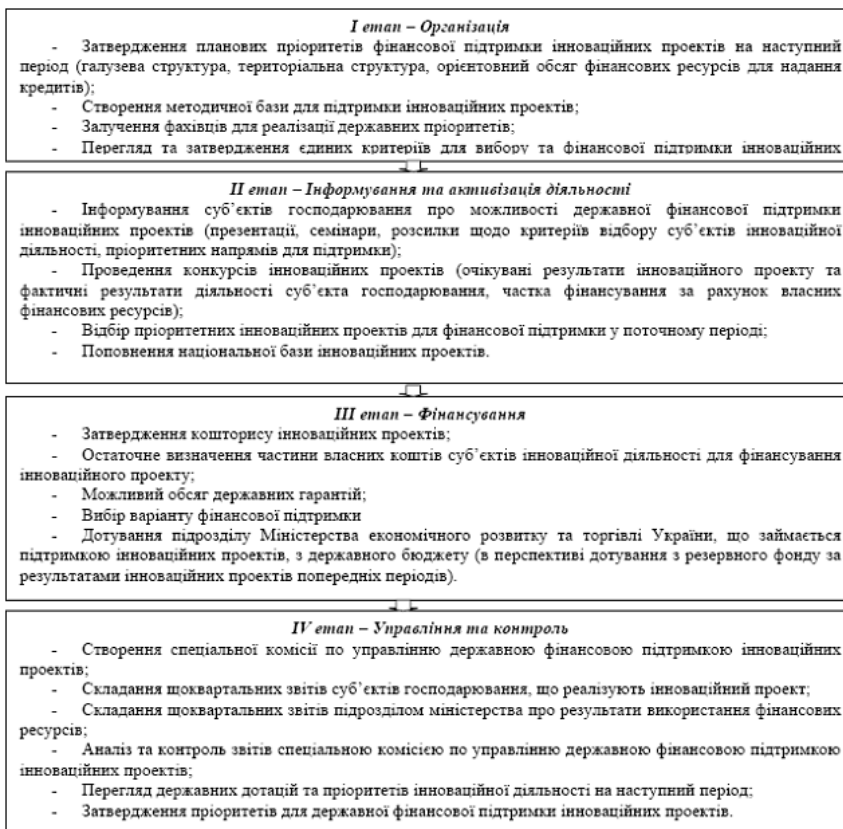 I етап – Організація
- Затвердження планових пріоритетів фінансової підтримки інноваційних проектів на наступний
період (галузева структура, територіальна структура, орієнтовний обсяг фінансових ресурсів для надання
кредитів);
- Створення методичної бази для підтримки інноваційних проектів;
- Залучення фахівців для реалізації державних пріоритетів;
- Перегляд та затвердження єдиних критеріїв для вибору та фінансової підтримки інноваційних
II етап – Інформування та активізація діяльності
- Інформування суб’єктів господарювання про можливості державної фінансової підтримки
інноваційних проектів (презентації, семінари, розсилки щодо критеріїв відбору суб’єктів інноваційної
діяльності, пріоритетних напрямів для підтримки);
- Проведення конкурсів інноваційних проектів (очікувані результати інноваційного проекту та
фактичні результати діяльності суб’єкта господарювання, частка фінансування за рахунок власних
фінансових ресурсів);
- Відбір пріоритетних інноваційних проектів для фінансової підтримки у поточному періоді;
- Поповнення національної бази інноваційних проектів.
III етап – Фінансування
- Затвердження кошторису інноваційних проектів;
- Остаточне визначення частини власних коштів суб’єктів інноваційної діяльності для фінансування
інноваційного проекту;
- Можливий обсяг державних гарантій;
- Вибір варіанту фінансової підтримки
- Дотування підрозділу Міністерства економічного розвитку та торгівлі України, що займається
підтримкою інноваційних проектів, з державного бюджету (в перспективі дотування з резервного фонду за
результатами інноваційних проектів попередніх періодів).
IV етап – Управління та контроль
- Створення спеціальної комісії по управлінню державною фінансовою підтримкою інноваційних
проектів;
- Складання щоквартальних звітів суб’єктів господарювання, що реалізують інноваційний проект;
- Складання щоквартальних звітів підрозділом міністерства про результати використання фінансових
ресурсів;
- Аналіз та контроль звітів спеціальною комісією по управлінню державною фінансовою підтримкою
інноваційних проектів;
- Перегляд державних дотацій та пріоритетів інноваційної діяльності на наступний період;
- Затвердження пріоритетів для державної фінансової підтримки інноваційних проектів.